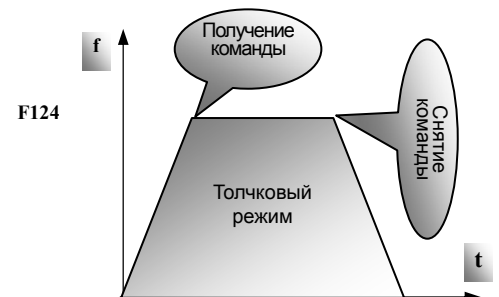 f
Получение
команды
F124
Снятие
команды
Толчковый
режим
t